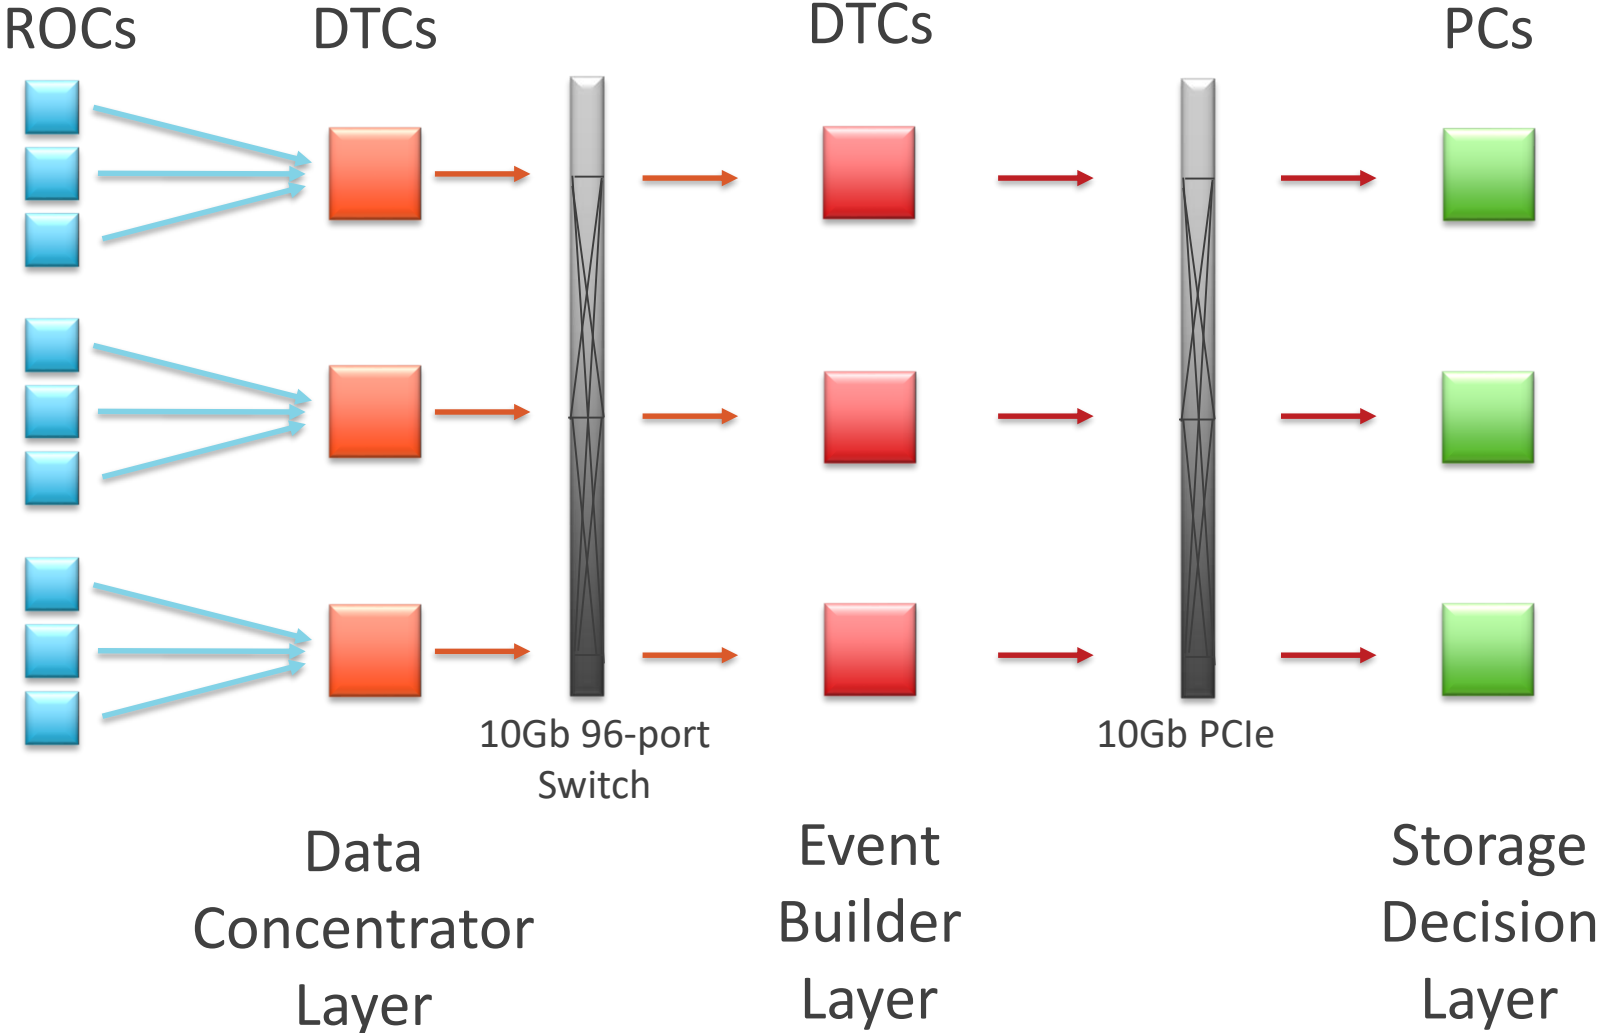 ROCs
DTCs
DTCs
PCs
10Gb 96-port
Switch
10Gb PCIe
Data
Concentrator
Layer
Event
Builder
Layer
Storage
Decision
Layer